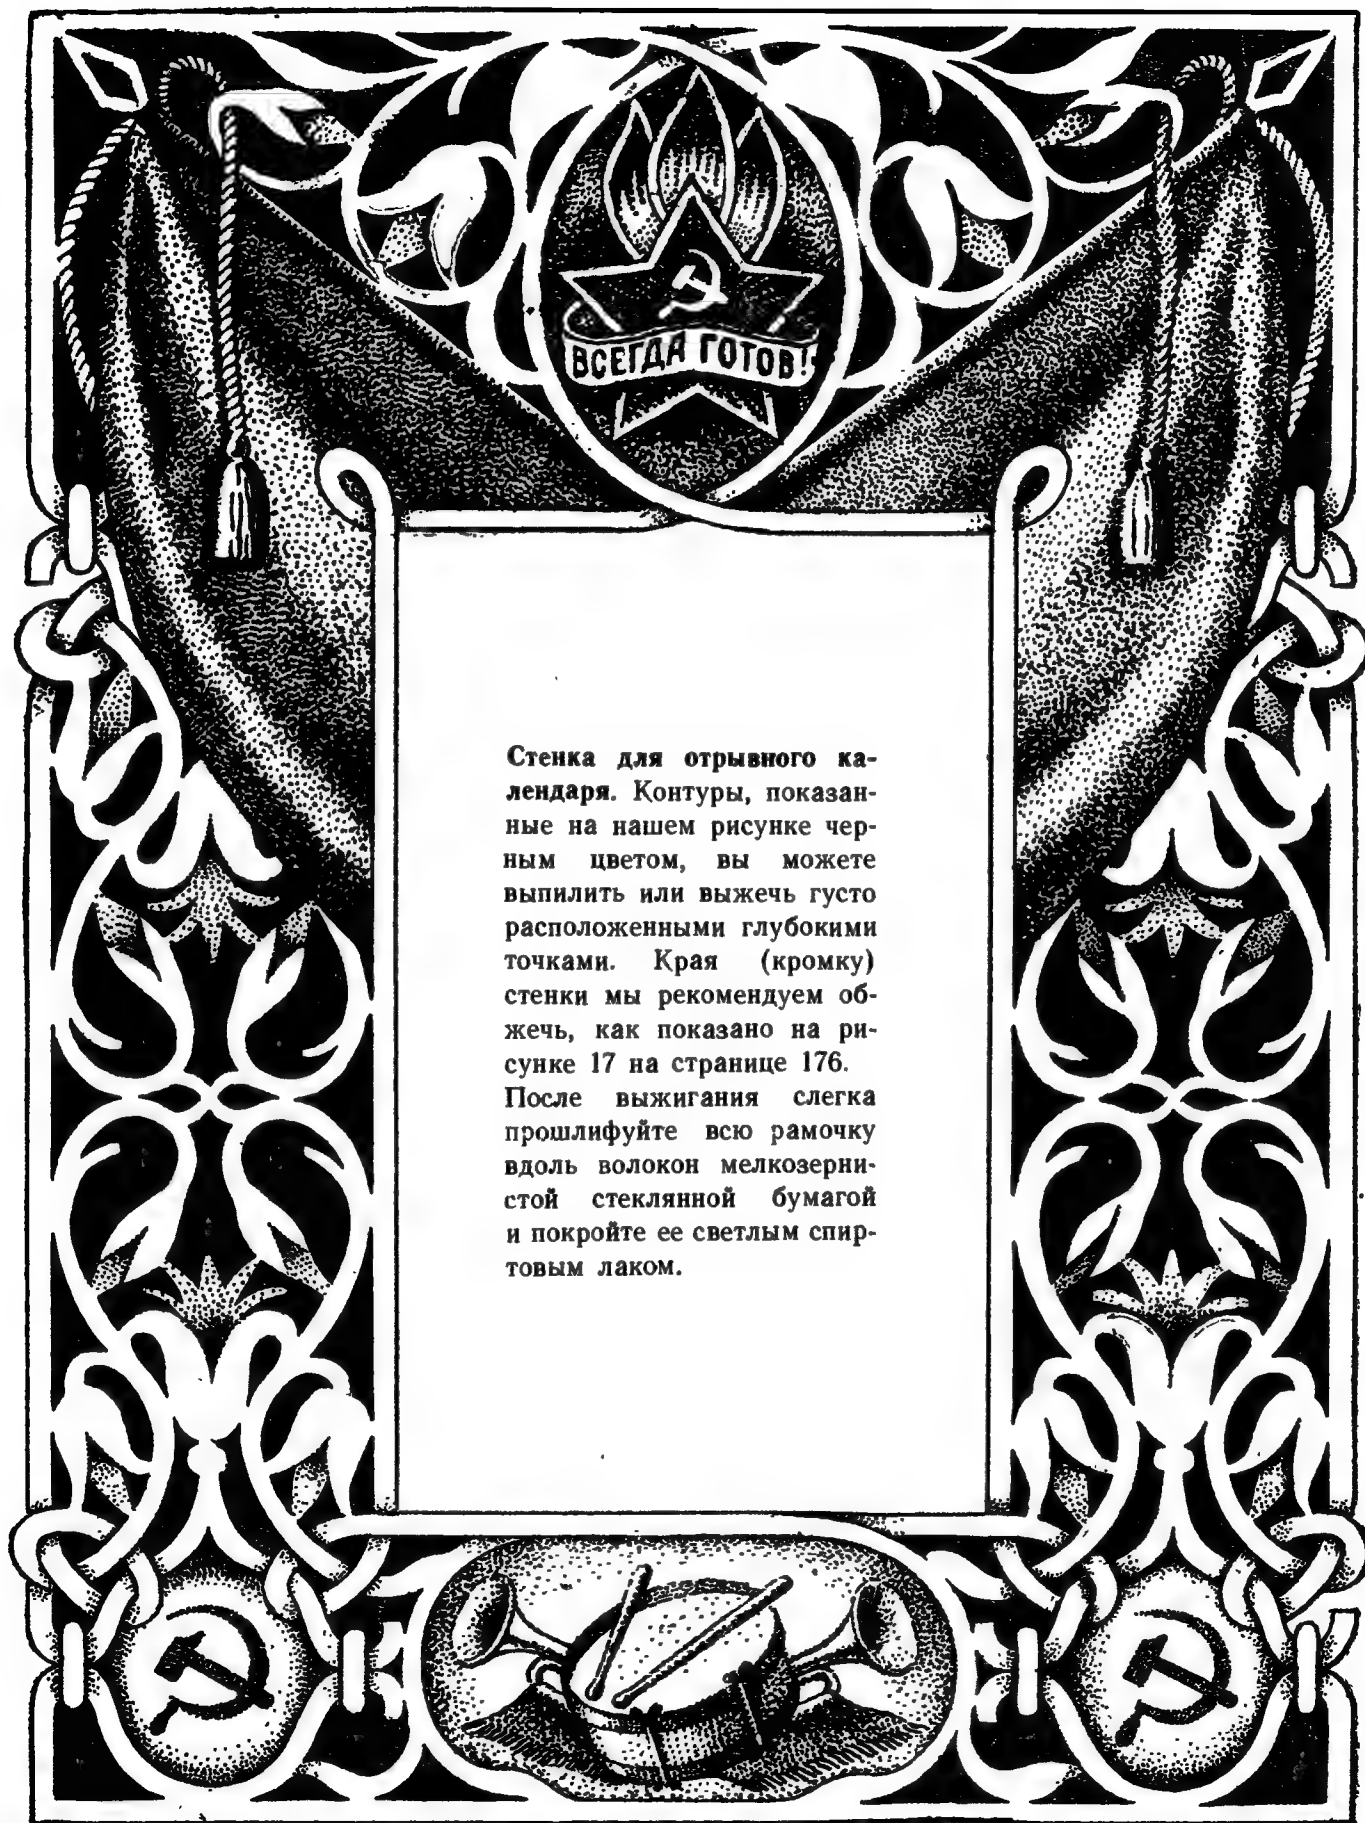 ВСЕГДА ГОТОВ!
Стенка для отрывного ка-
лендаря. Контуры, показан-
ные на нашем рисунке чер-
ным цветом, вы можете
выпилить или выжечь густо
расположенными глубокими
точками. Края (кромку)
стенки мы рекомендуем об-
жечь, как показано на ри-
сунке 17 на странице 176.
После выжигания слегка
прошлифуйте всю рамочку
вдоль волокон мелкозерни-
стой стеклянной бумагой
и покройте ее светлым спир-
товым лаком.